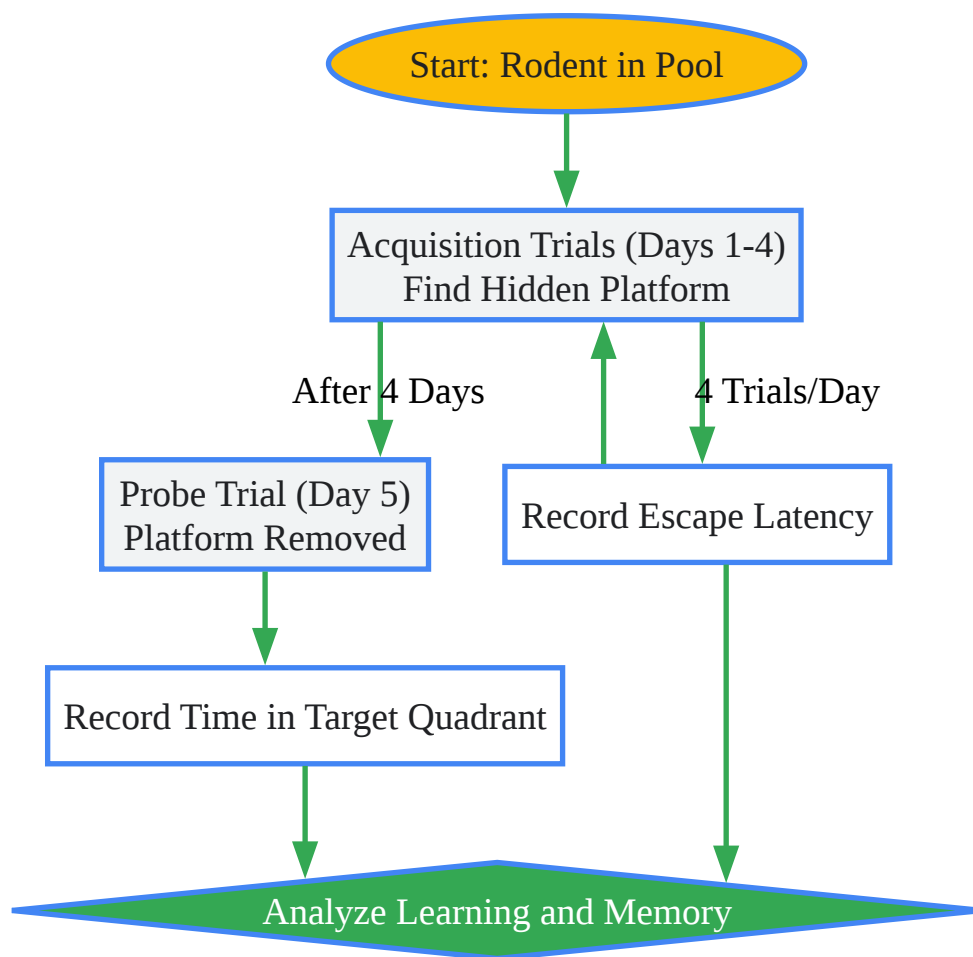 Start: Rodent in Pool
Acquisition Trials (Days 1-4)
Find Hidden Platform
After 4 Days
4 Trials/Day
Probe Trial (Day 5)
Platform Removed
Record Escape Latency
Record Time in Target Quadrant
Analyze Learning and Memory